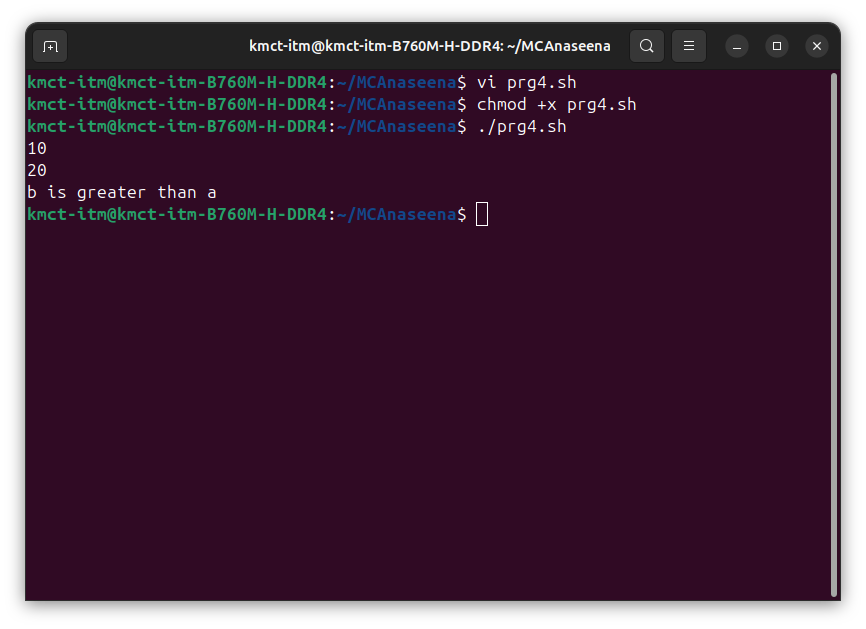 kmct-itm@kmct-itm-B760M-H-DDR4: ~/MCAnaseena
kmct-itm@kmct-itm-B760M-H-DDR4:~/MCAnaseena$ vi prg4.sh
kmct-itm@kmct-itm-B760M-H-DDR4:~/MCAnaseena$ chmod +x prg4.sh
kmct-itm@kmct-itm-B760M-H-DDR4:~/MCAnaseena$ ./prg4.sh
10
20
b is greater than a
kmct-itm@kmct-itm-B760M-H-DDR4:~/MCAnaseena$